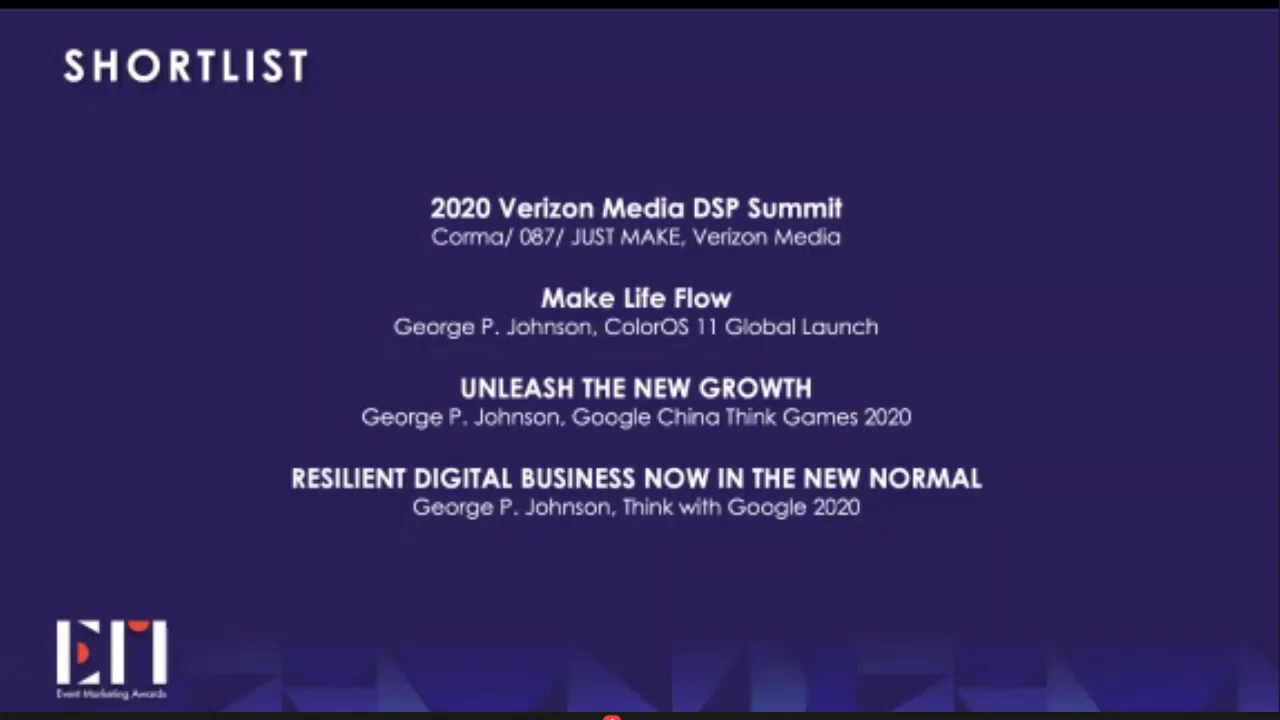 SHORTLIST
2020 Verizon Media DSP Summit
Corma/ 087/ JUST MAKE, Verizon Media
Make Life Flow
George P. Johnson, ColorOS 11 Global Launch
UNLEASH THE NEW GROWTH
George P. Johnson, Google China Think Games 2020
RESILIENT DIGITAL BUSINESS NOW IN THE NEW NORMAL
George P. Johnson, Think with Google 2020
EM
Event Marketing Awards